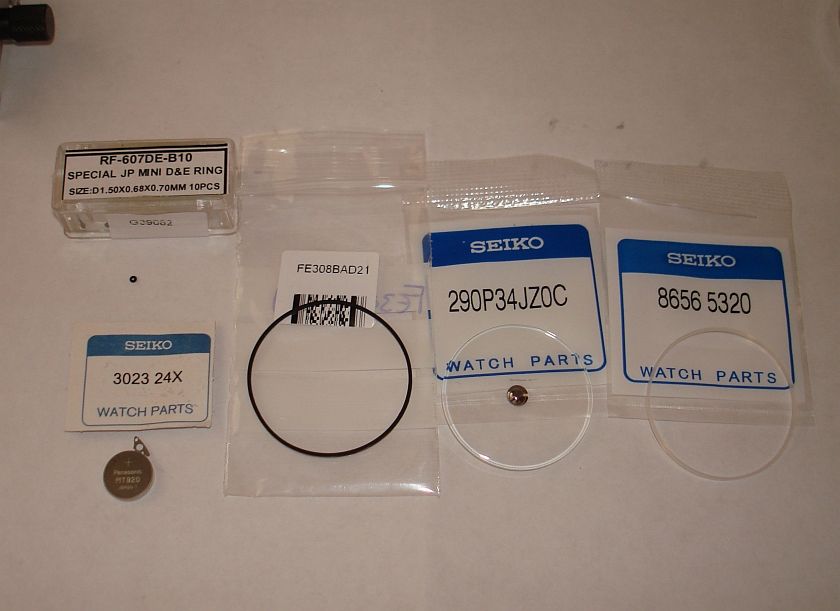 RF-607DE-B10
SPECIAL JP MINI D&E RING
SIZE:D1.50X0.68X0.70MM 10PCS
G39082
FE308BAD21
SEIKO
290P34JZ0C
WATCH PARTS
SEIKO
8656 5320
WATCH PARTS
SEIKO
3023 24X
WATCH PARTS
+
Panasonic
MT920